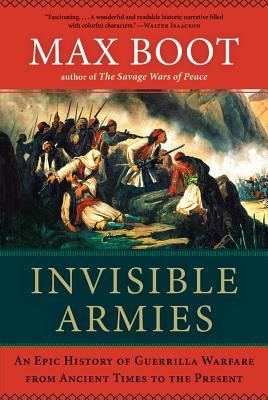 "Fascinating. . . . A wonderful and readable historic narrative filled
with colorful characters." —Walter Isaacson
MAX BOOT
author of The Savage Wars of Peace
INVISIBLE
ARMIES
An Epic History of Guerrilla Warfare
from Ancient Times to the Present